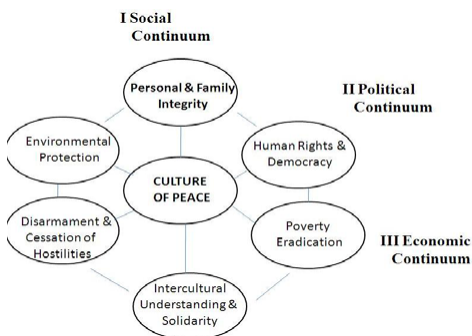 I Social
Continuum
Personal & Family
Integrity
II Political
Continuum
Environmental
Protection
Human Rights &
Democracy
CULTURE
OF PEACE
Disarmament &
Cessation of
Hostilities
Poverty
Eradication
III Economic
Continuum
Intercultural
Understanding &
Solidarity